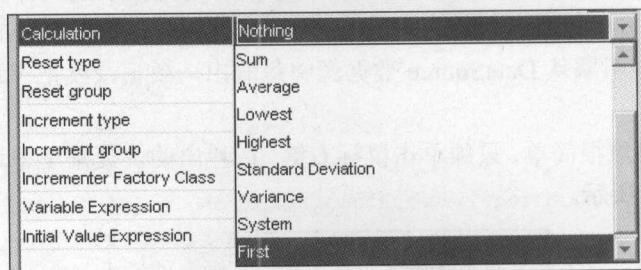 Calculation Nothing
Reset type Sum
Reset group Average
Increment type Lowest
Increment group Highest
Incrementer Factory Class Standard Deviation
Variable Expression Variance
Initial Value Expression System
First
Datasource